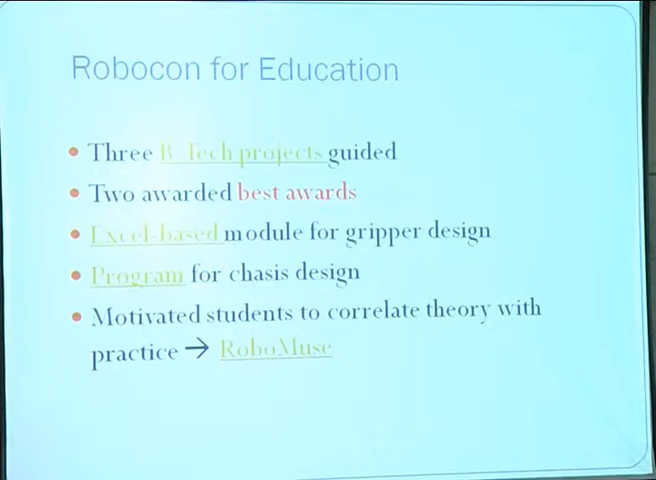 Robocon for Education
• Three B. Tech projects guided
• Two awarded best awards
• Excel-based module for gripper design
• Program for chasis design
• Motivated students to correlate theory with
practice → RoboMuse